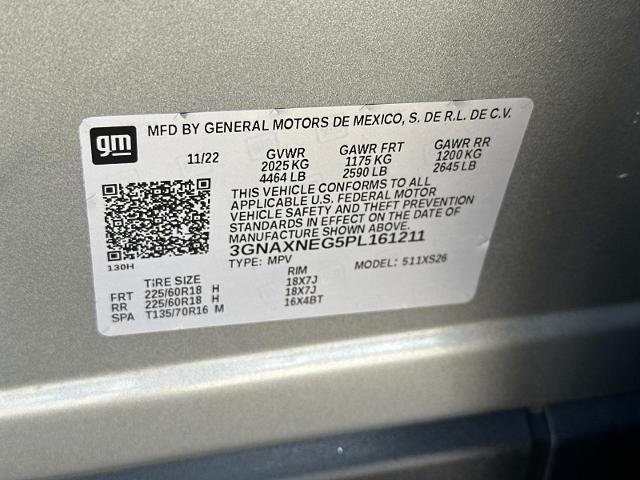 gm MFD BY GENERAL MOTORS DE MEXICO, S. DE R.L. DE C.V.
11/22 GVWR GAWR FRT GAWR RR
2025 KG 1175 KG 1200 KG
4464 LB 2590 LB 2645 LB
THIS VEHICLE CONFORMS TO ALL
APPLICABLE U.S. FEDERAL MOTOR
VEHICLE SAFETY AND THEFT PREVENTION
STANDARDS IN EFFECT ON THE DATE OF
MANUFACTURE SHOWN ABOVE.
3GNAXNEG5PL161211
130H TYPE: MPV MODEL: 511XS26
TIRE SIZE RIM
FRT 225/60R18 H 18X7J
RR 225/60R18 H 18X7J
SPA T135/70R16 M 16X4BT